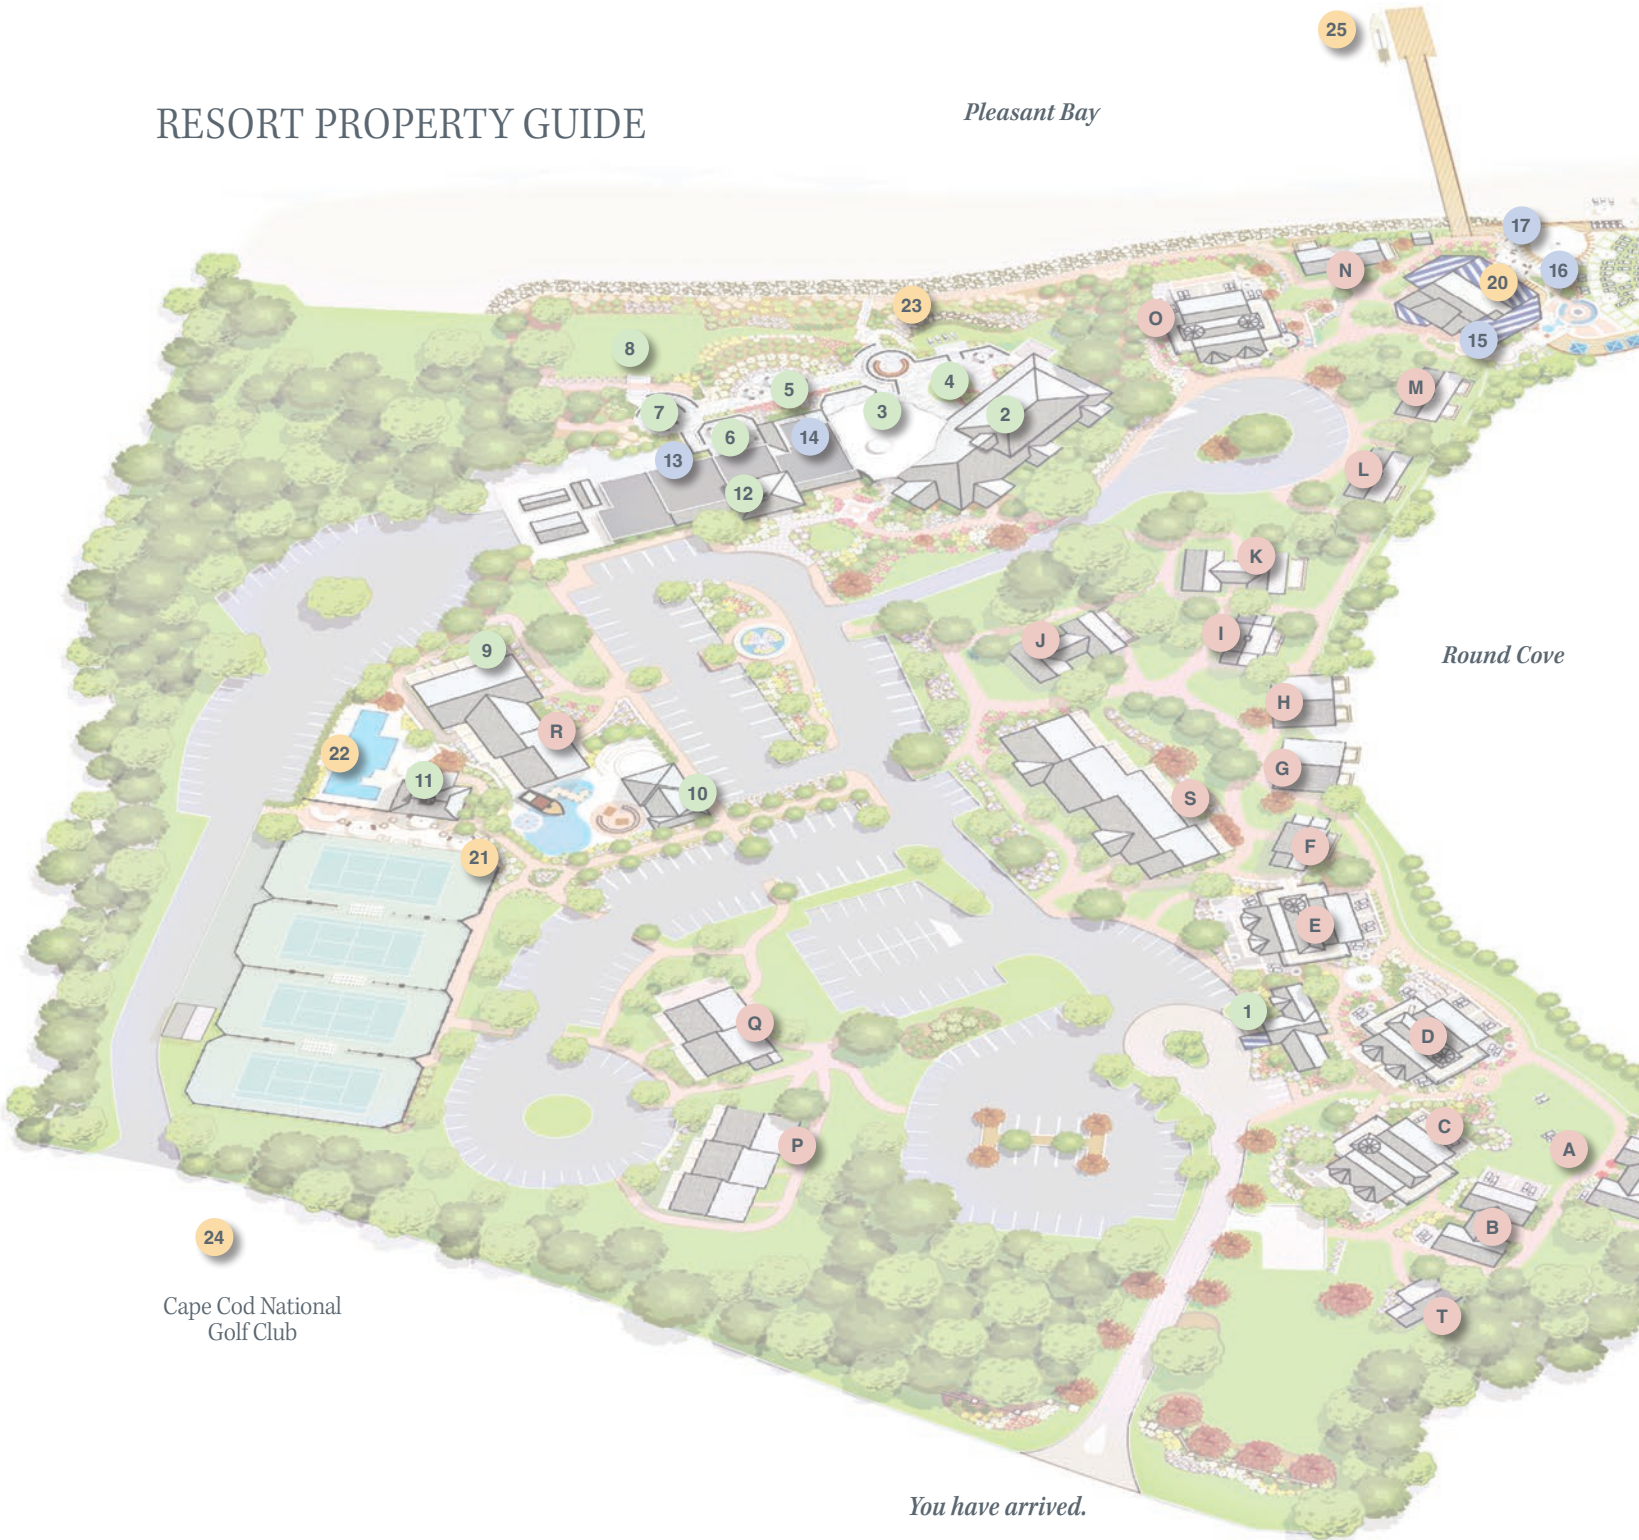 25
RESORT PROPERTY GUIDE
Pleasant Bay
17
N
16
20
23
O
15
8
4
M
5
3
2
7
6
14
13
L
12
K
I
J
9
Round Cove
H
R
22
G
11
10
S
F
21
E
1
Q
D
C
P
A
B
24
Cape Cod National
Golf Club
T
You have arrived.